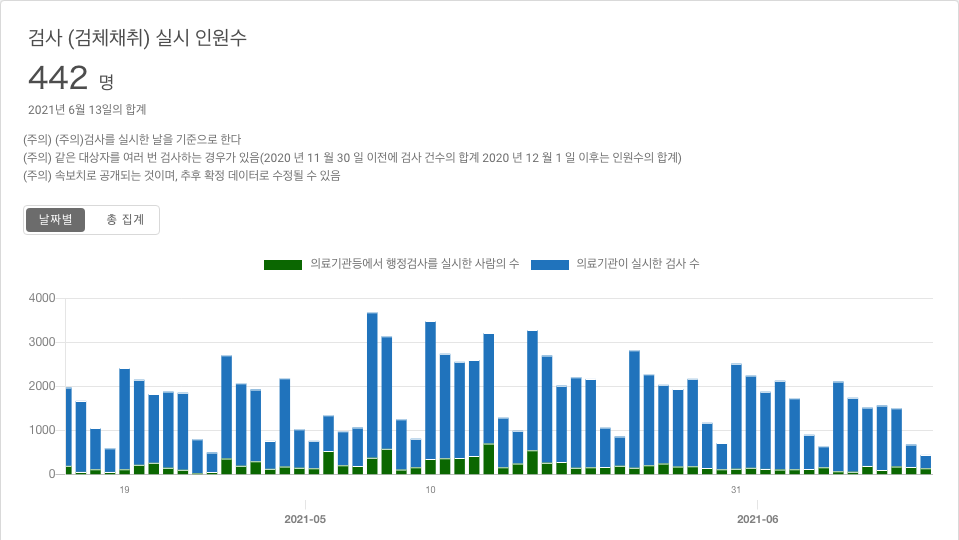 검사 (검체채취) 실시 인원수
442 명
2021년 6월 13일의 합계
(주의) (주의)검사를 실시한 날을 기준으로 한다
(주의) 같은 대상자를 여러 번 검사하는 경우가 있음(2020 년 11 월 30 일 이전에 검사 건수의 합계 2020 년 12 월 1 일 이후는 인원수의 합계)
(주의) 속보치로 공개되는 것이며, 추후 확정 데이터로 수정될 수 있음
날짜별 총 집계
의료기관등에서 행정검사를 실시한 사람의 수 의료기관이 실시한 검사 수
4000
3000
2000
1000
0
19 10 31
2021-05 2021-06